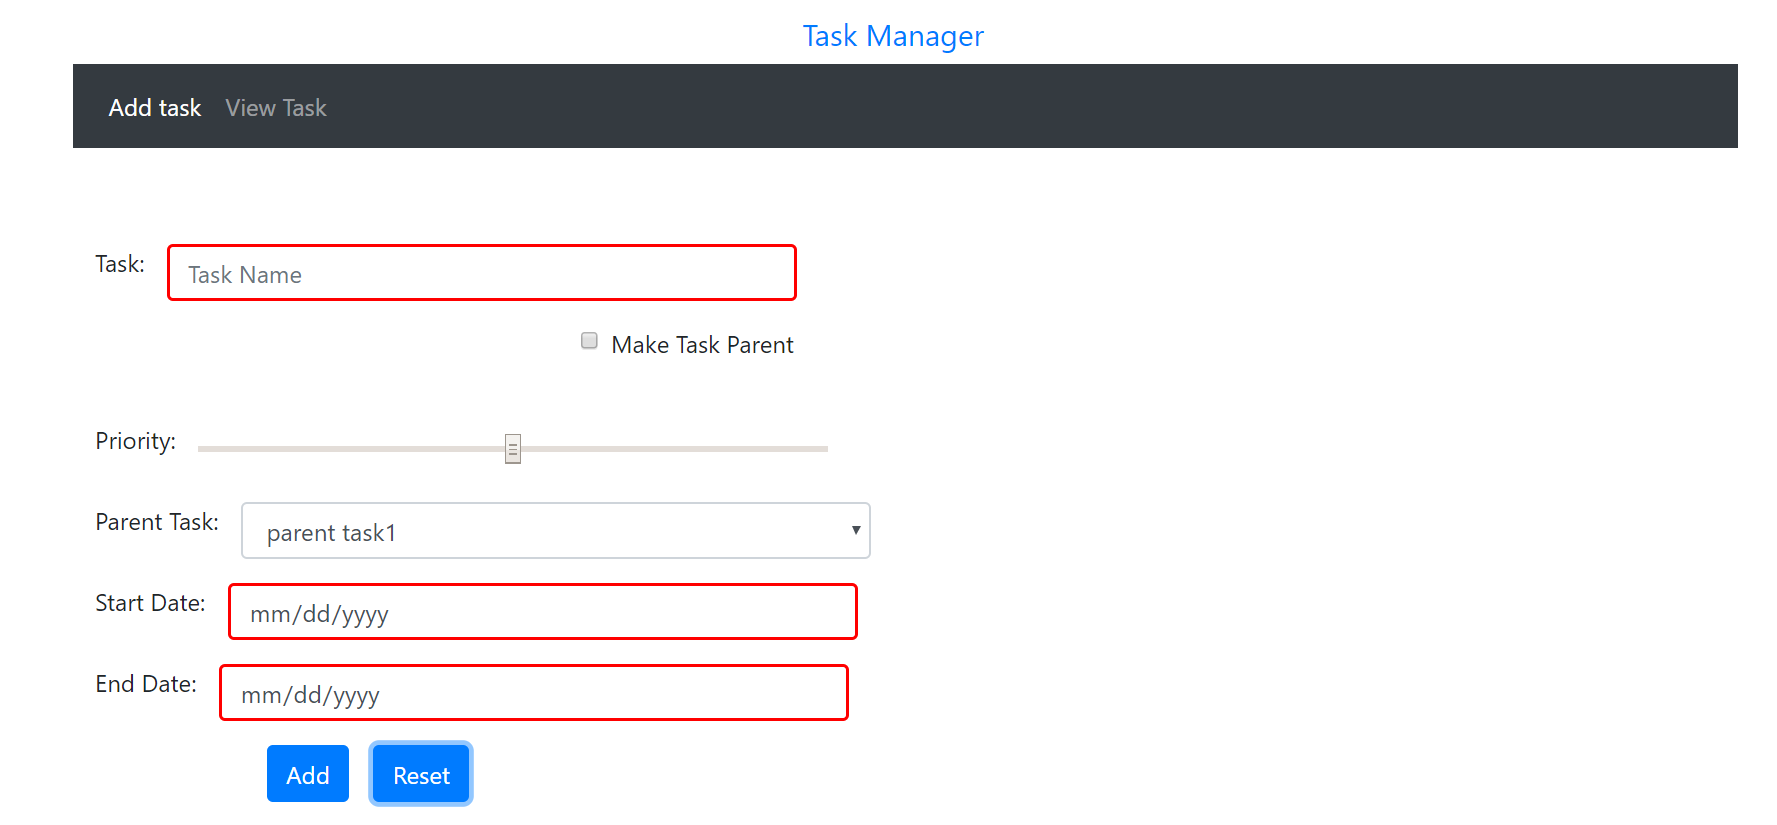 Task Manager
Add task View Task
Task: Task Name
Make Task Parent
Priority:
Parent Task: parent task1
Start Date: mm/dd/yyyy
End Date: mm/dd/yyyy
Add Reset